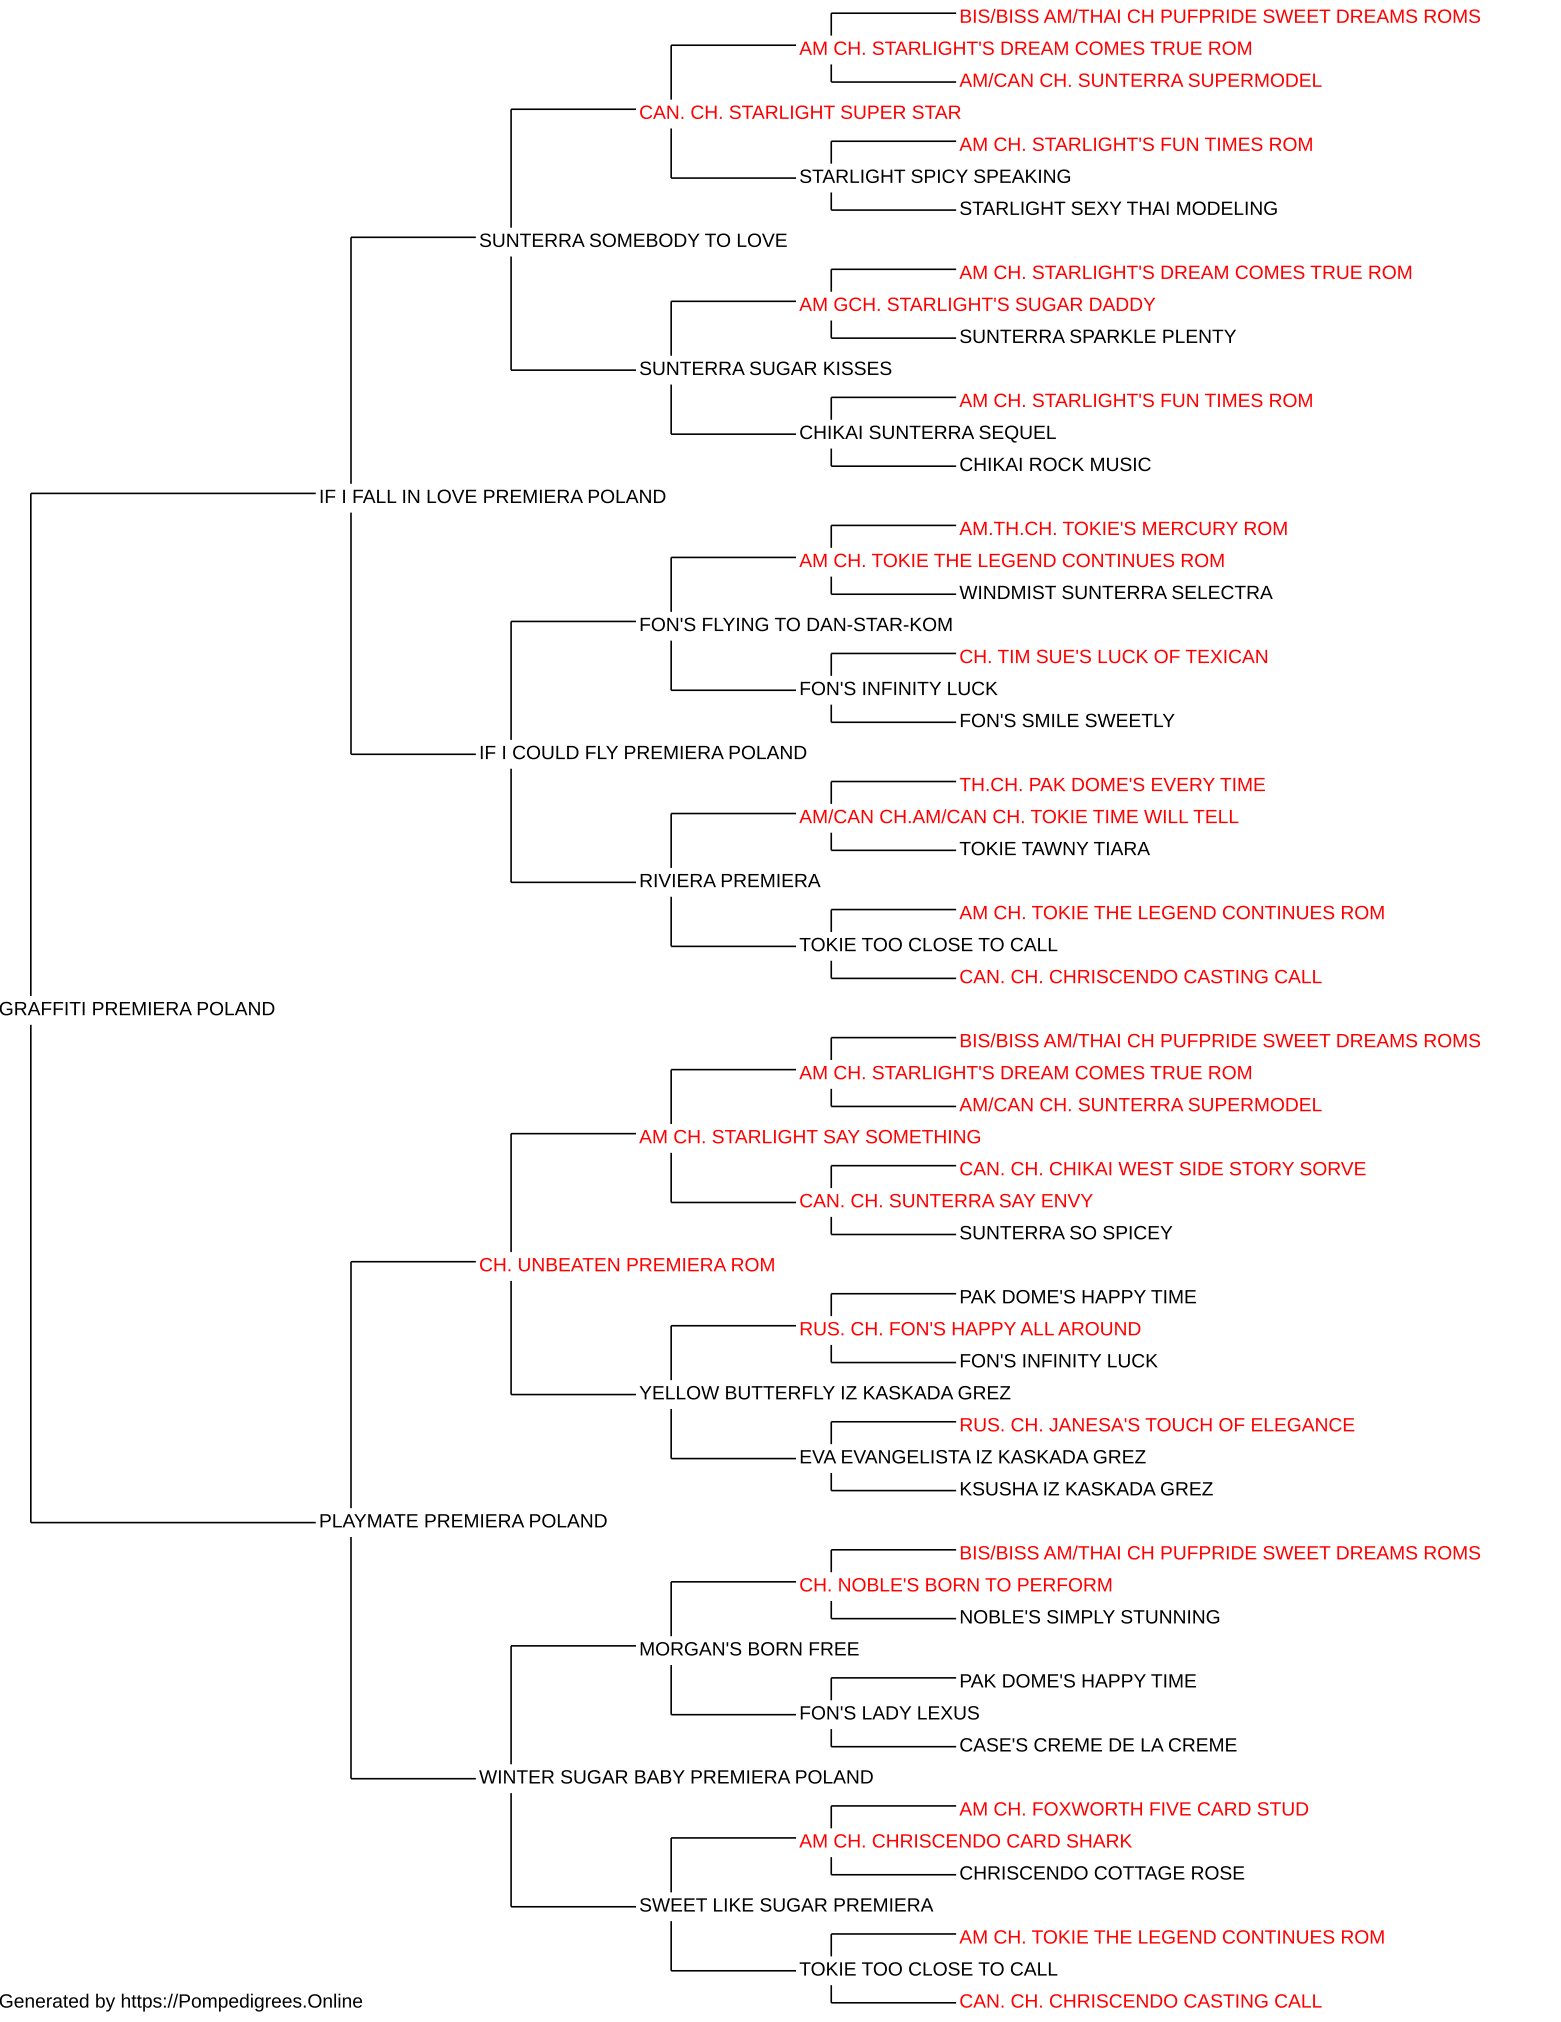 BIS/BISS AM/THAI CH PUFPRIDE SWEET DREAMS ROMS
AM CH. STARLIGHT'S DREAM COMES TRUE ROM
AM/CAN CH. SUNTERRA SUPERMODEL
CAN. CH. STARLIGHT SUPER STAR
AM CH. STARLIGHT'S FUN TIMES ROM
STARLIGHT SPICY SPEAKING
STARLIGHT SEXY THAI MODELING
SUNTERRA SOMEBODY TO LOVE
AM CH. STARLIGHT'S DREAM COMES TRUE ROM
AM GCH. STARLIGHT'S SUGAR DADDY
SUNTERRA SPARKLE PLENTY
SUNTERRA SUGAR KISSES
AM CH. STARLIGHT'S FUN TIMES ROM
CHIKAI SUNTERRA SEQUEL
CHIKAI ROCK MUSIC
IF I FALL IN LOVE PREMIERA POLAND
AM.TH.CH. TOKIE'S MERCURY ROM
AM CH. TOKIE THE LEGEND CONTINUES ROM
WINDMIST SUNTERRA SELECTRA
FON'S FLYING TO DAN-STAR-KOM
CH. TIM SUE'S LUCK OF TEXICAN
FON'S INFINITY LUCK
FON'S SMILE SWEETLY
IF I COULD FLY PREMIERA POLAND
TH.CH. PAK DOME'S EVERY TIME
AM/CAN CH.AM/CAN CH. TOKIE TIME WILL TELL
TOKIE TAWNY TIARA
RIVIERA PREMIERA
AM CH. TOKIE THE LEGEND CONTINUES ROM
TOKIE TOO CLOSE TO CALL
CAN. CH. CHRISCENDO CASTING CALL
GRAFFITI PREMIERA POLAND
BIS/BISS AM/THAI CH PUFPRIDE SWEET DREAMS ROMS
AM CH. STARLIGHT'S DREAM COMES TRUE ROM
AM/CAN CH. SUNTERRA SUPERMODEL
AM CH. STARLIGHT SAY SOMETHING
CAN. CH. CHIKAI WEST SIDE STORY SORVE
CAN. CH. SUNTERRA SAY ENVY
SUNTERRA SO SPICEY
CH. UNBEATEN PREMIERA ROM
PAK DOME'S HAPPY TIME
RUS. CH. FON'S HAPPY ALL AROUND
FON'S INFINITY LUCK
YELLOW BUTTERFLY IZ KASKADA GREZ
RUS. CH. JANESA'S TOUCH OF ELEGANCE
EVA EVANGELISTA IZ KASKADA GREZ
KSUSHA IZ KASKADA GREZ
PLAYMATE PREMIERA POLAND
BIS/BISS AM/THAI CH PUFPRIDE SWEET DREAMS ROMS
CH. NOBLE'S BORN TO PERFORM
NOBLE'S SIMPLY STUNNING
MORGAN'S BORN FREE
PAK DOME'S HAPPY TIME
FON'S LADY LEXUS
CASE'S CREME DE LA CREME
WINTER SUGAR BABY PREMIERA POLAND
AM CH. FOXWORTH FIVE CARD STUD
AM CH. CHRISCENDO CARD SHARK
CHRISCENDO COTTAGE ROSE
SWEET LIKE SUGAR PREMIERA
AM CH. TOKIE THE LEGEND CONTINUES ROM
TOKIE TOO CLOSE TO CALL
CAN. CH. CHRISCENDO CASTING CALL
Generated by https://Pompedigrees.Online